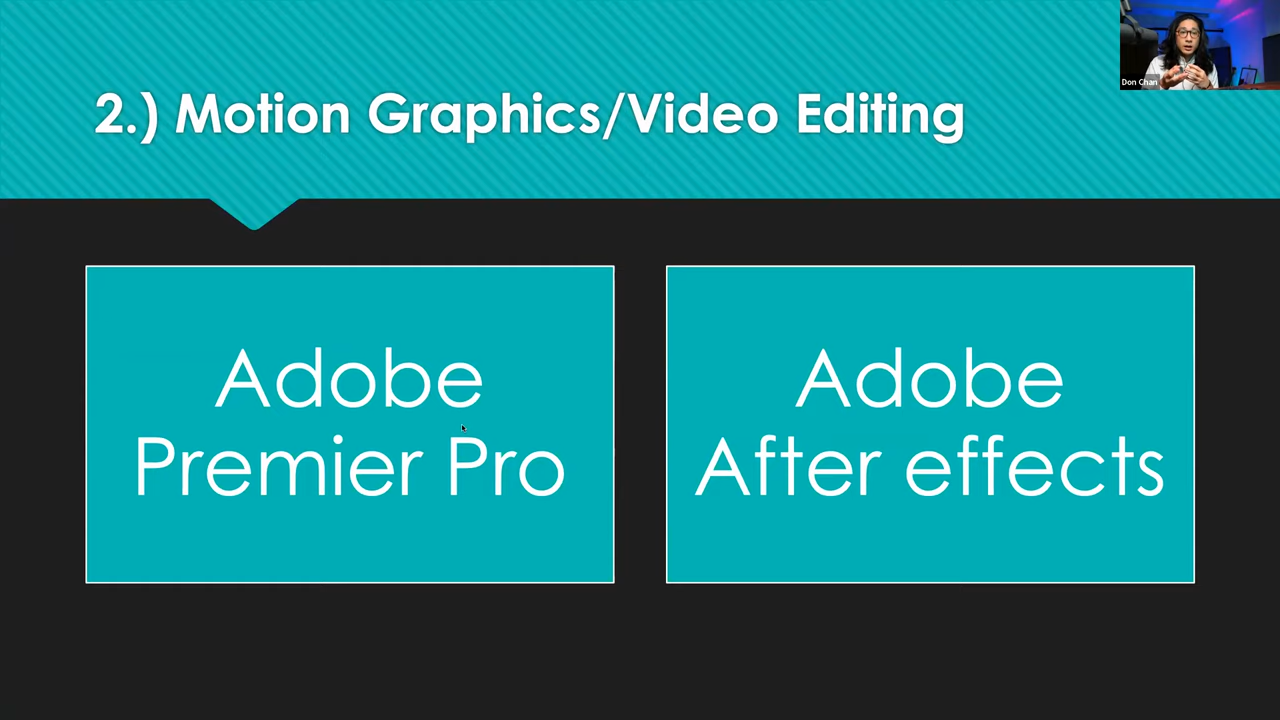 2.) Motion Graphics/Video Editing
Don Chan
Adobe
Premier Pro
Adobe
After effects